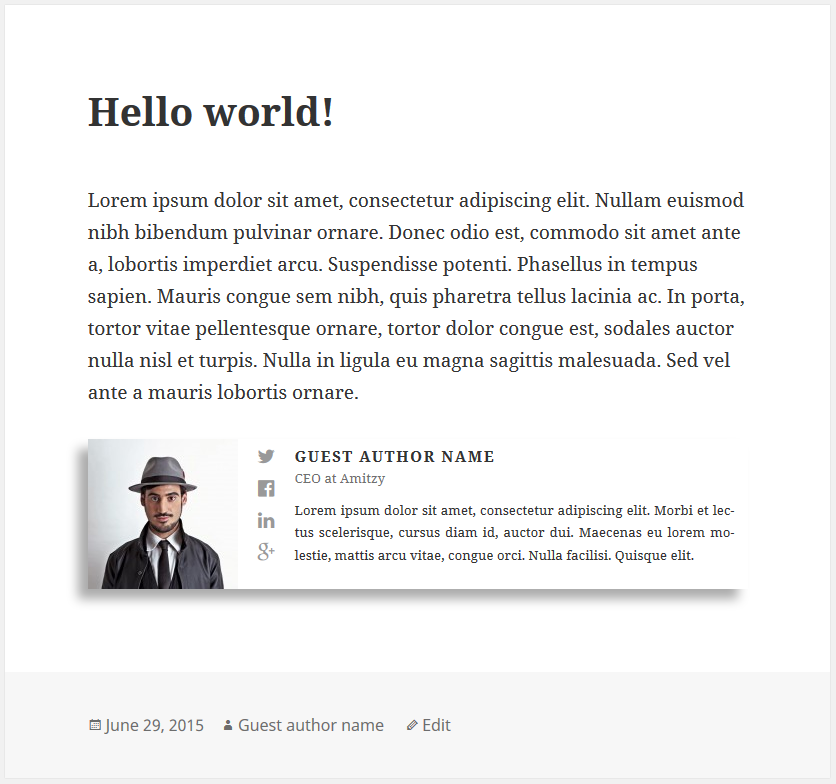 Hello world!
Lorem ipsum dolor sit amet, consectetur adipiscing elit. Nullam euismod
nibh bibendum pulvinar ornare. Donec odio est, commodo sit amet ante
a, lobortis imperdiet arcu. Suspendisse potenti. Phasellus in tempus
sapien. Mauris congue sem nibh, quis pharetra tellus lacinia ac. In porta,
tortor vitae pellentesque ornare, tortor dolor congue est, sodales auctor
nulla nisl et turpis. Nulla in ligula eu magna sagittis malesuada. Sed vel
ante a mauris lobortis ornare.
GUEST AUTHOR NAME
CEO at Amitzy
Lorem ipsum dolor sit amet, consectetur adipiscing elit. Morbi et lec-
tus scelerisque, cursus diam id, auctor dui. Maecenas eu lorem mo-
lestie, mattis arcu vitae, congue orci. Nulla facilisi. Quisque elit.
June 29, 2015 Guest author name Edit